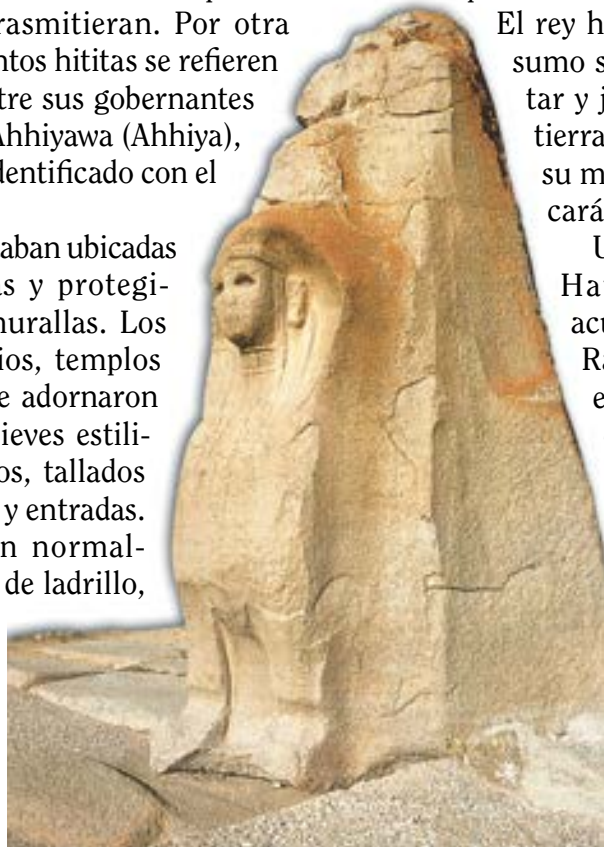 rasmitieran. Por otra
ntos hititas se refieren
tre sus gobernantes
Ahhiyawa (Ahhiya),
dentificado con el
aban ubicadas
as y protegi-
murallas. Los
ios, templos
e adornaron
ieves estili-
os, tallados
y entradas.
n normal-
de ladrillo,
El rey h
sumo s
tar y j
tierra
su m
cará
U
Hat
acu
Ra
e